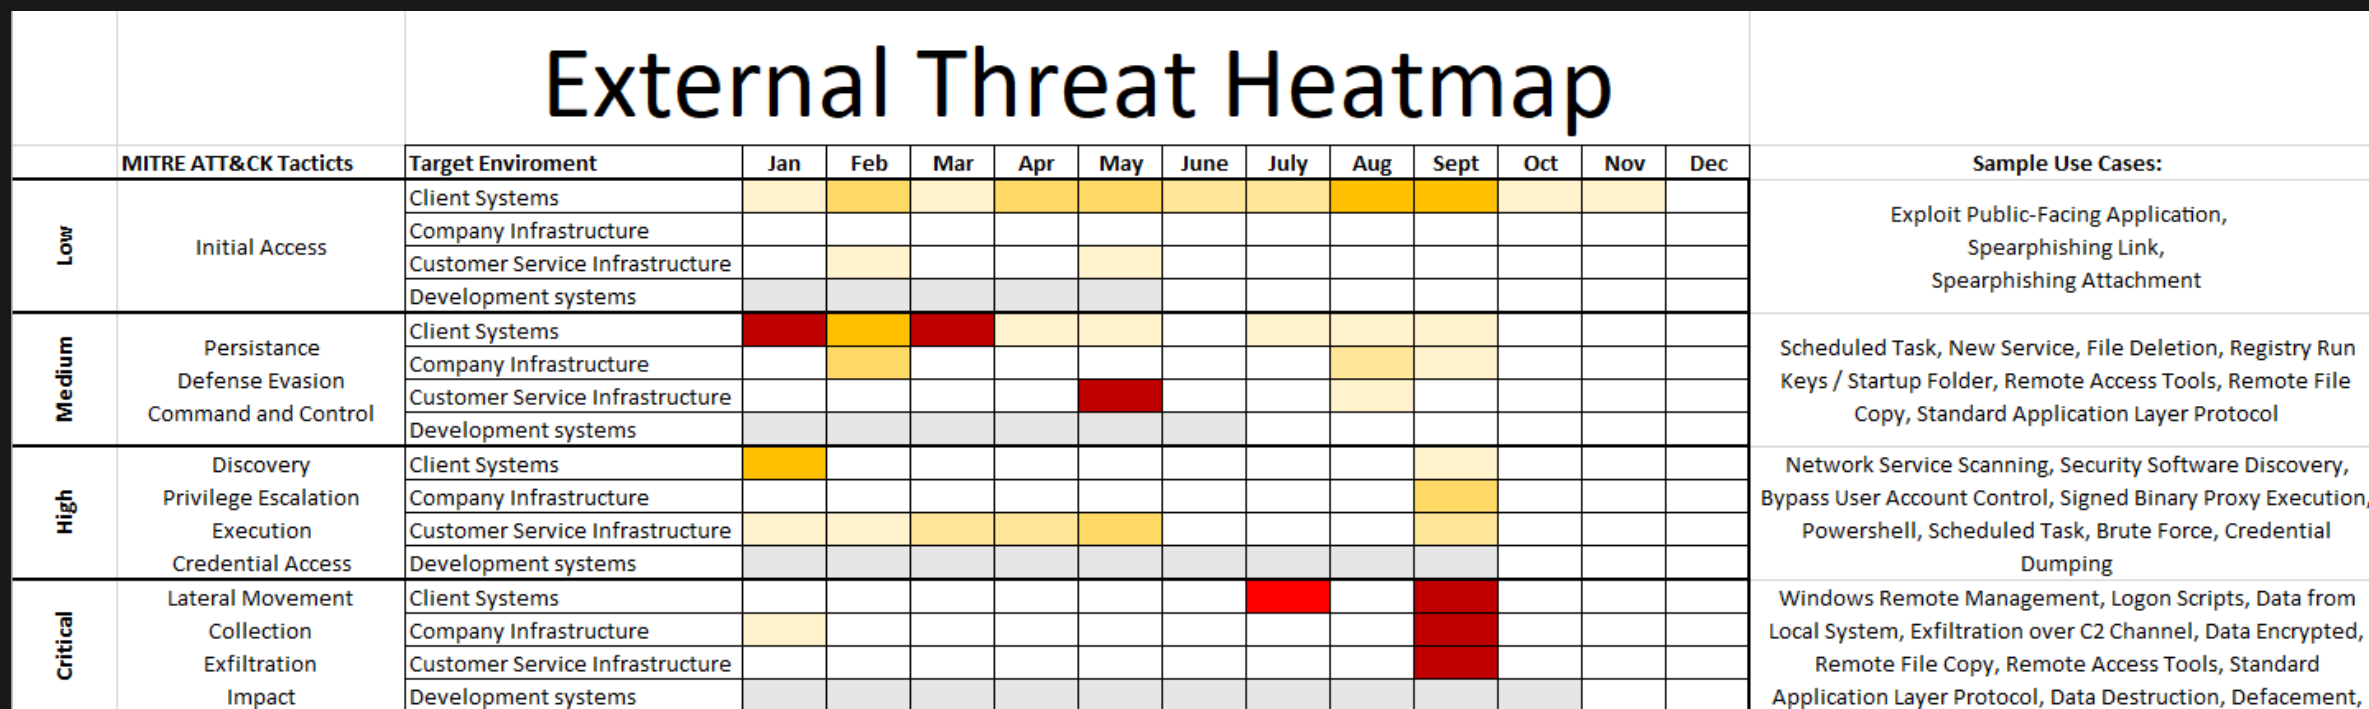 External Threat Heatmap
MITRE ATT&CK Tacticts Target Enviroment Jan Feb Mar Apr May June July Aug Sept Oct Nov Dec Sample Use Cases:
Low
Initial Access
Client Systems
Company Infrastructure
Customer Service Infrastructure
Development systems
Exploit Public-Facing Application,
Spearphishing Link,
Spearphishing Attachment
Medium
Persistance
Defense Evasion
Command and Control
Client Systems
Company Infrastructure
Customer Service Infrastructure
Development systems
Scheduled Task, New Service, File Deletion, Registry Run
Keys / Startup Folder, Remote Access Tools, Remote File
Copy, Standard Application Layer Protocol
High
Discovery
Privilege Escalation
Execution
Credential Access
Client Systems
Company Infrastructure
Customer Service Infrastructure
Development systems
Network Service Scanning, Security Software Discovery,
Bypass User Account Control, Signed Binary Proxy Execution,
Powershell, Scheduled Task, Brute Force, Credential
Dumping
Critical
Lateral Movement
Collection
Exfiltration
Impact
Client Systems
Company Infrastructure
Customer Service Infrastructure
Development systems
Windows Remote Management, Logon Scripts, Data from
Local System, Exfiltration over C2 Channel, Data Encrypted,
Remote File Copy, Remote Access Tools, Standard
Application Layer Protocol, Data Destruction, Defacement,